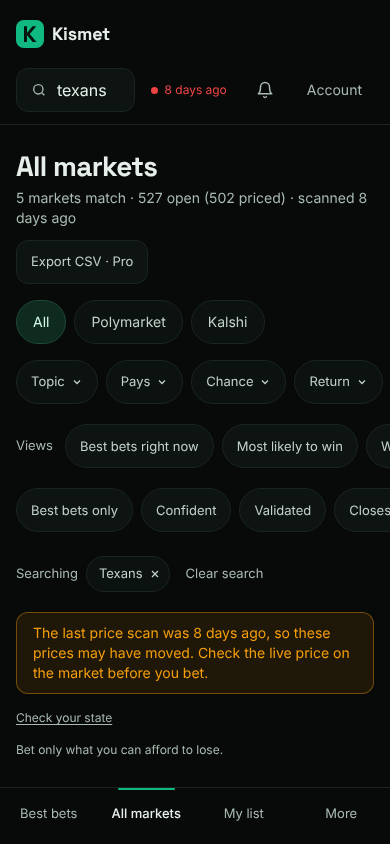 K Kismet
texans
8 days ago
Account
All markets
5 markets match · 527 open (502 priced) · scanned 8
days ago
Export CSV · Pro
All
Polymarket
Kalshi
Topic
Pays
Chance
Return
Views
Best bets right now
Most likely to win
Best bets only
Confident
Validated
Closes
Searching
Texans ×
Clear search
The last price scan was 8 days ago, so these
prices may have moved. Check the live price on
the market before you bet.
Check your state
Bet only what you can afford to lose.
Best bets
All markets
My list
More